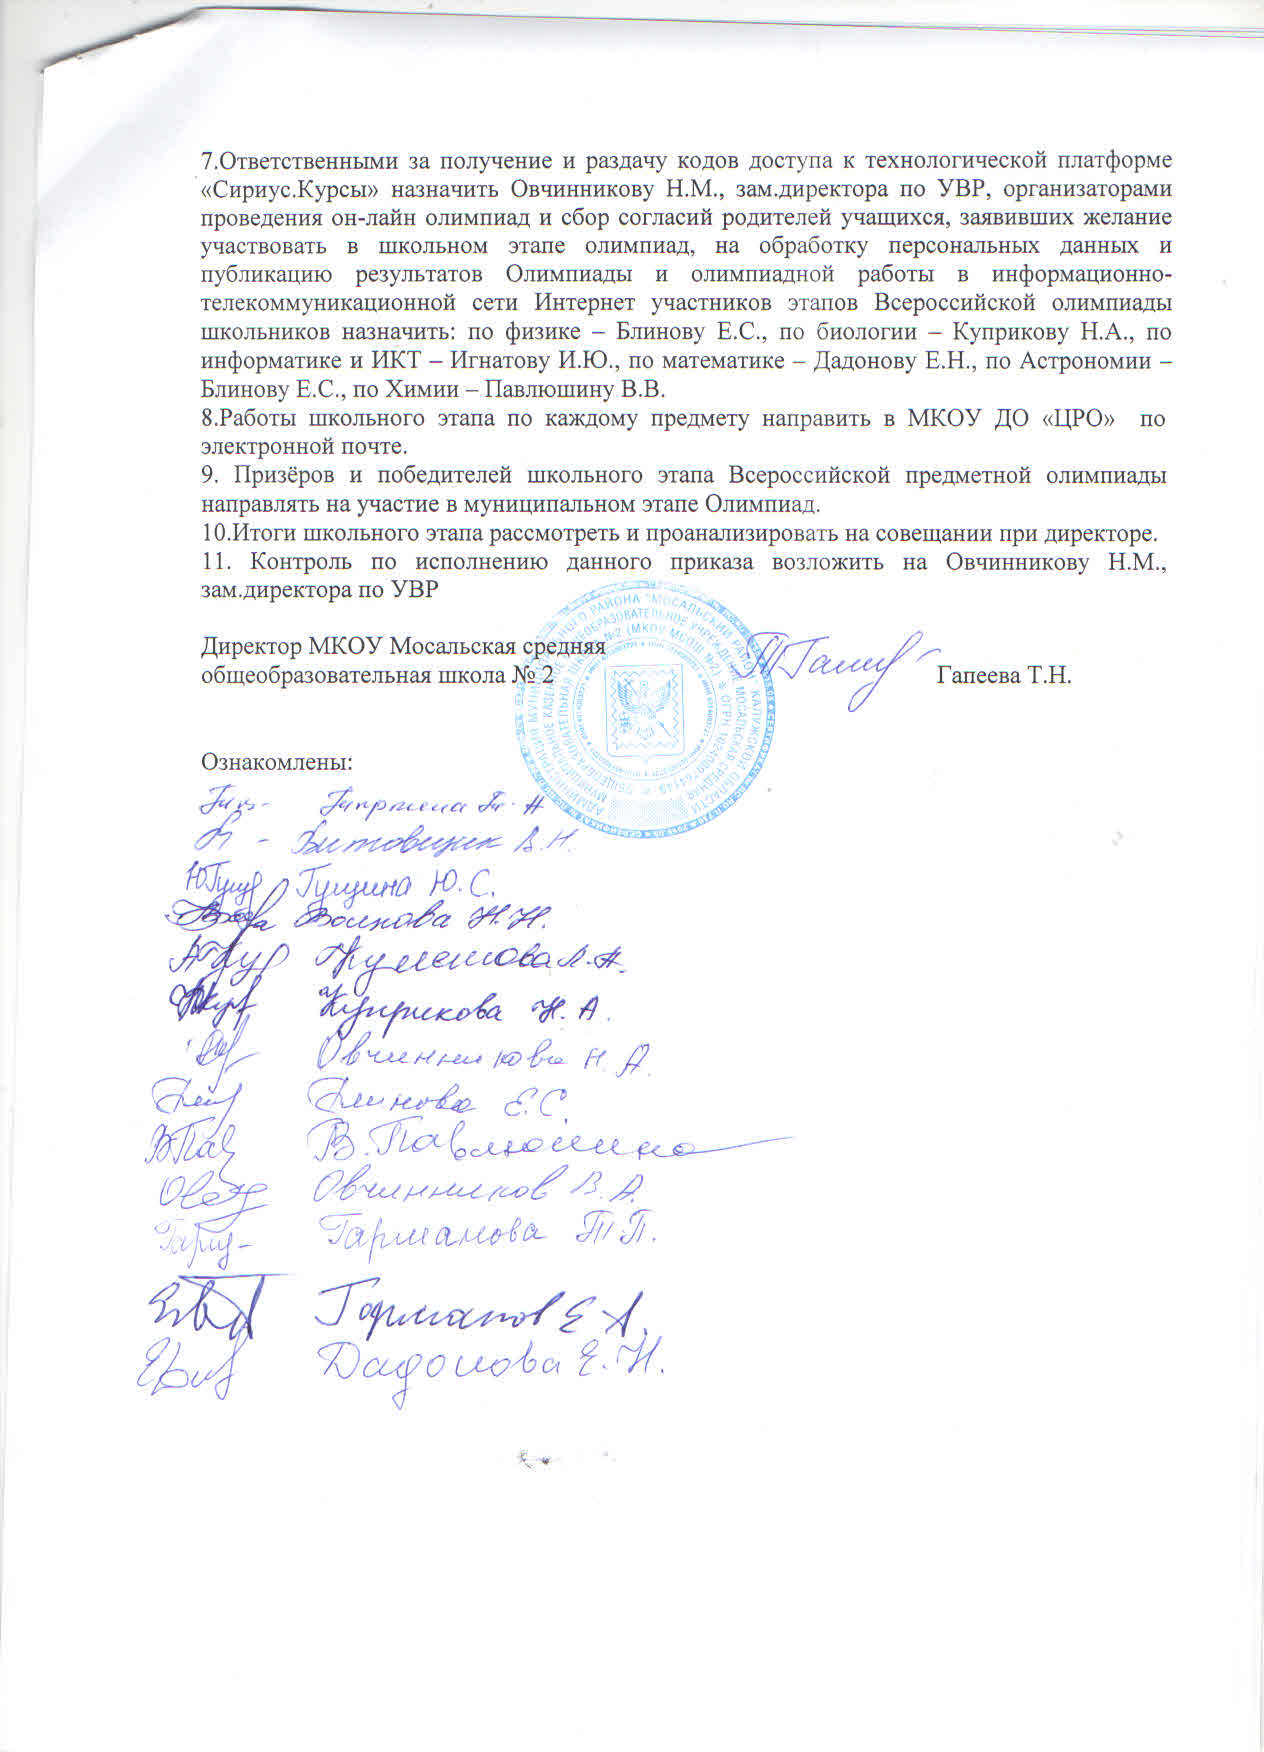 7.Ответственными за получение и раздачу кодов доступа к технологической платформе
«Сириус.Курсы» назначить Овчинникову Н.М., зам.директора по УВР, организаторами
проведения он-лайн олимпиад и сбор согласий родителей учащихся, заявивших желание
участвовать в школьном этапе олимпиад, на обработку персональных данных и
публикацию результатов Олимпиады и олимпиадной работы в информационно-
телекоммуникационной сети Интернет участников этапов Всероссийской олимпиады
школьников назначить: по физике – Блинову Е.С., по биологии – Куприкову Н.А., по
информатике и ИКТ – Игнатову И.Ю., по математике – Дадонову Е.Н., по Астрономии –
Блинову Е.С., по Химии – Павлюшину В.В.
8.Работы школьного этапа по каждому предмету направить в МКОУ ДО «ЦРО» по
электронной почте.
9. Призёров и победителей школьного этапа Всероссийской предметной олимпиады
направлять на участие в муниципальном этапе Олимпиад.
10.Итоги школьного этапа рассмотреть и проанализировать на совещании при директоре.
11. Контроль по исполнению данного приказа возложить на Овчинникову Н.М.,
зам.директора по УВР
Директор МКОУ Мосальская средняя
общеобразовательная школа № 2 Гапеева Т.Н.
Ознакомлены:
В.Н.
Гущина Ю.С.
Волкова Н.Н.
Кулешова А.А.
Куприкова Н.А.
Овчинникова Н.А.
Блинова Е.С.
В.Павлюшина
Овчинников В.А.
Гарманова Т.П.
Горманов Е.А.
Дадонова Е.Н.